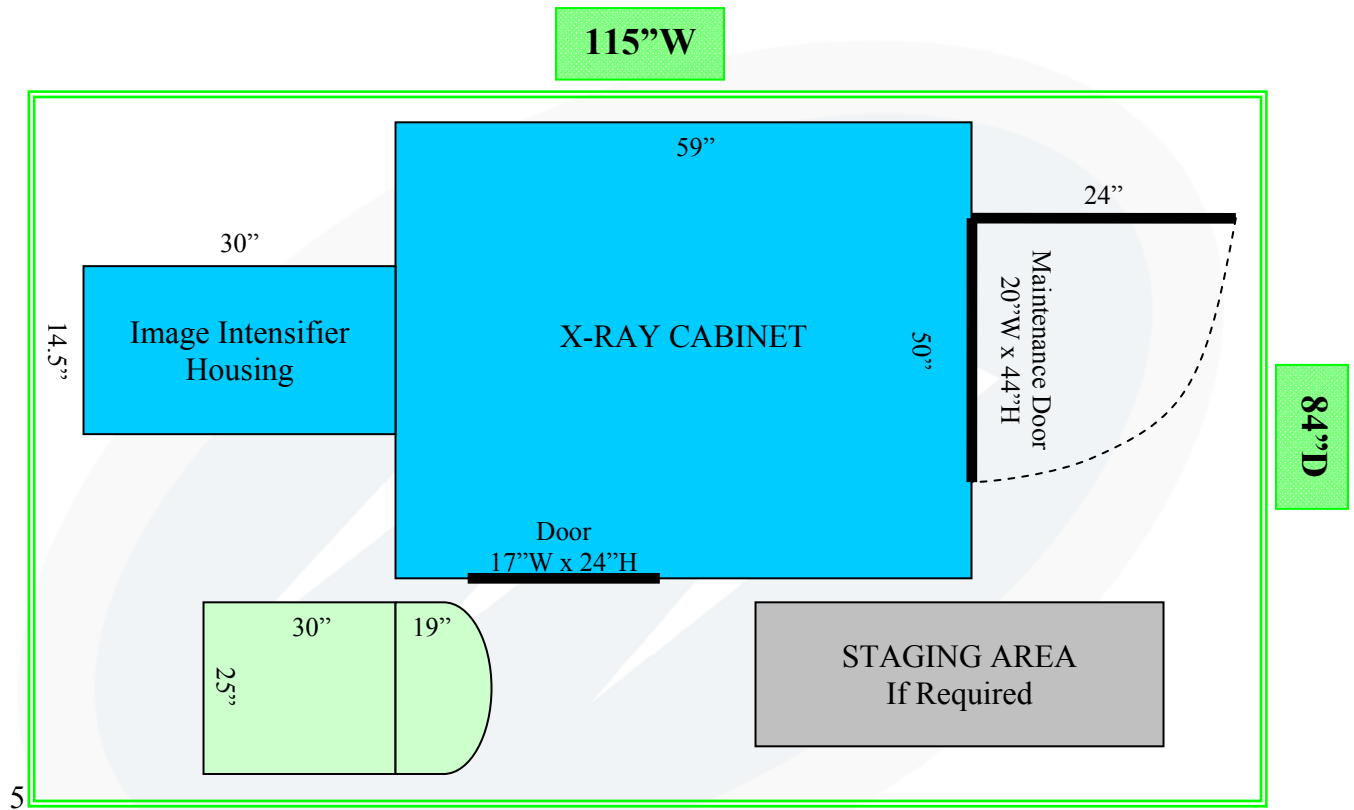 115”W
59”
24”
30”
Maintenance Door
20”W x 44”H
14.5”
Image Intensifier
Housing
X-RAY CABINET
50”
84”D
Door
17”W x 24”H
30”
19”
25”
STAGING AREA
If Required
5